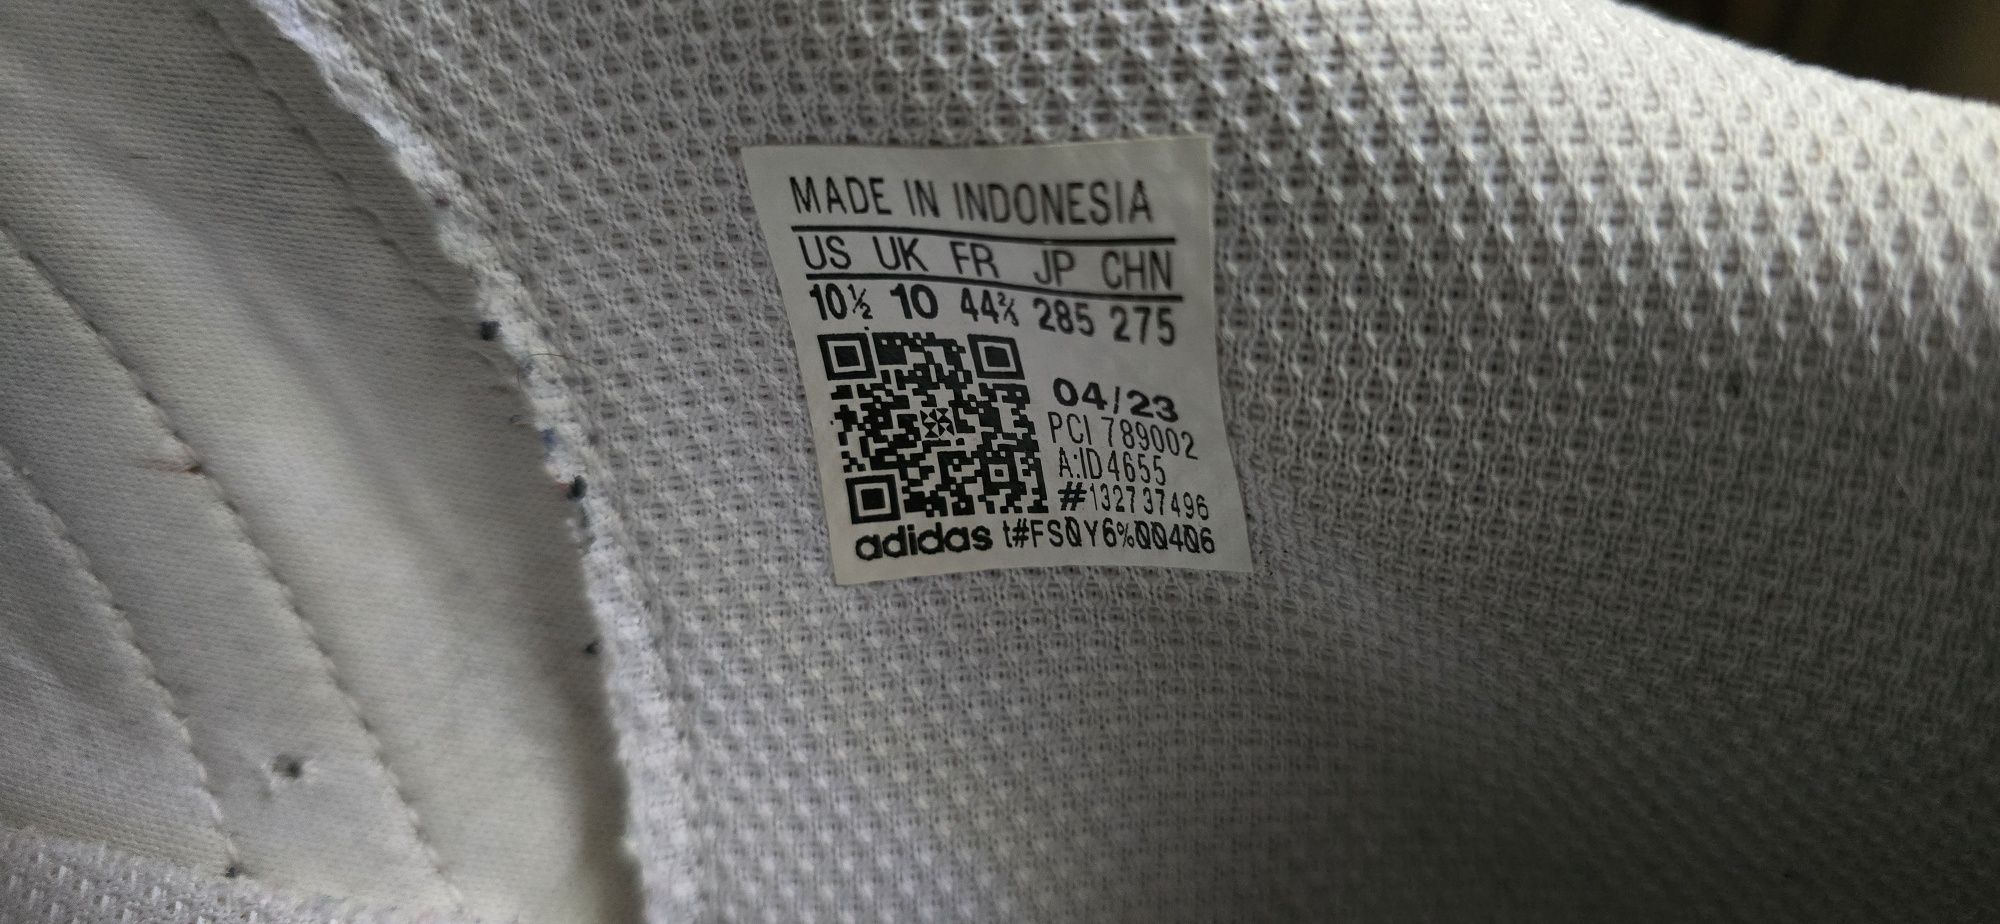 MADE IN INDONESIA
US UK FR JP CHN
10½ 10 44⅔ 285 275
04/23
PCI 789002
A:ID4655
#132737496
adidas t#FS0Y6%00406